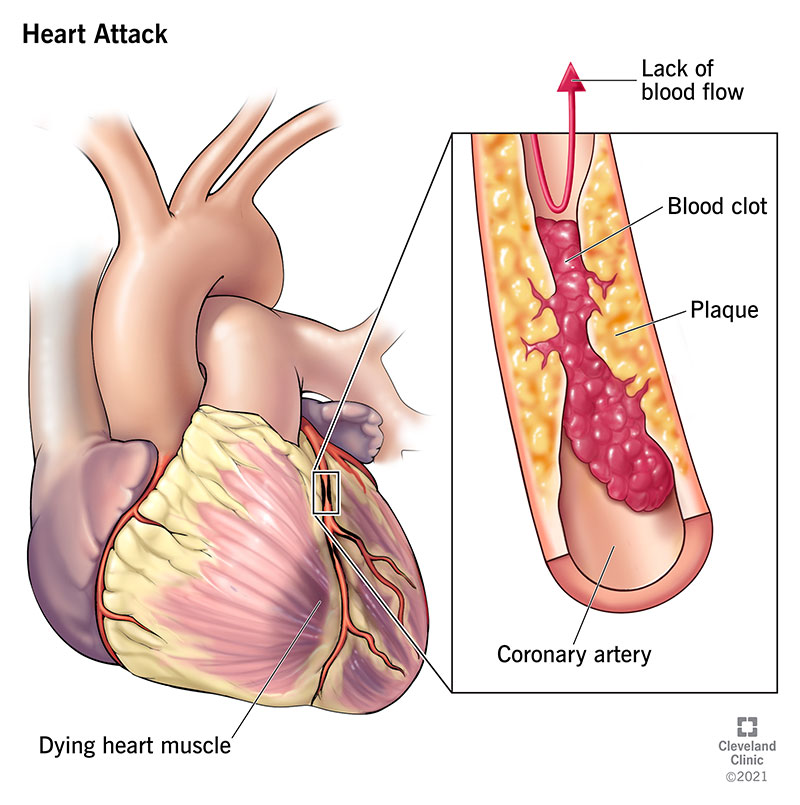 Heart Attack
Lack of
blood flow
Blood clot
Plaque
Coronary artery
Dying heart muscle
Cleveland
Clinic
©2021